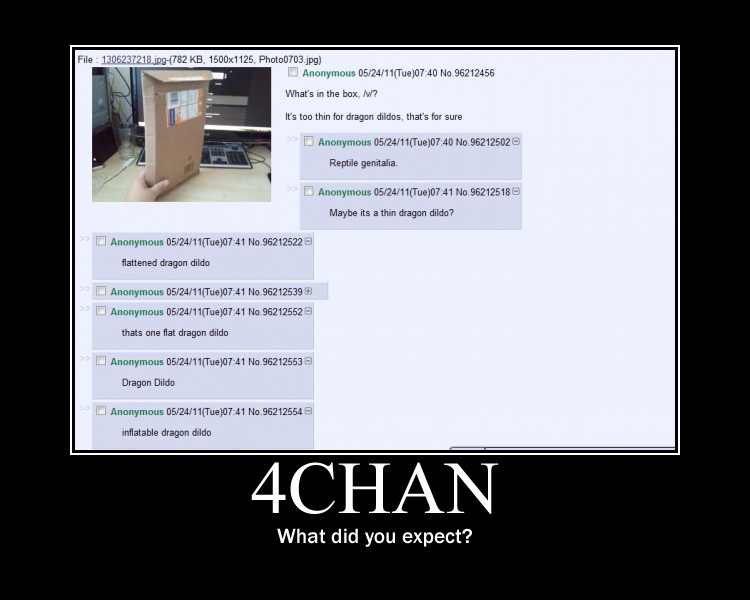 File : 1306237218.jpg-(782 KB, 1500x1125, Photo0703.jpg)
Anonymous 05/24/11(Tue)07:40 No.96212456
What's in the box, /v/?
It's too thin for dragon dildos, that's for sure
>> Anonymous 05/24/11(Tue)07:40 No.96212502
Reptile genitalia.
>> Anonymous 05/24/11(Tue)07:41 No.96212518
Maybe its a thin dragon dildo?
>> Anonymous 05/24/11(Tue)07:41 No.96212522
flattened dragon dildo
>> Anonymous 05/24/11(Tue)07:41 No.96212539
>> Anonymous 05/24/11(Tue)07:41 No.96212552
thats one flat dragon dildo
>> Anonymous 05/24/11(Tue)07:41 No.96212553
Dragon Dildo
>> Anonymous 05/24/11(Tue)07:41 No.96212554
inflatable dragon dildo
4CHAN
What did you expect?